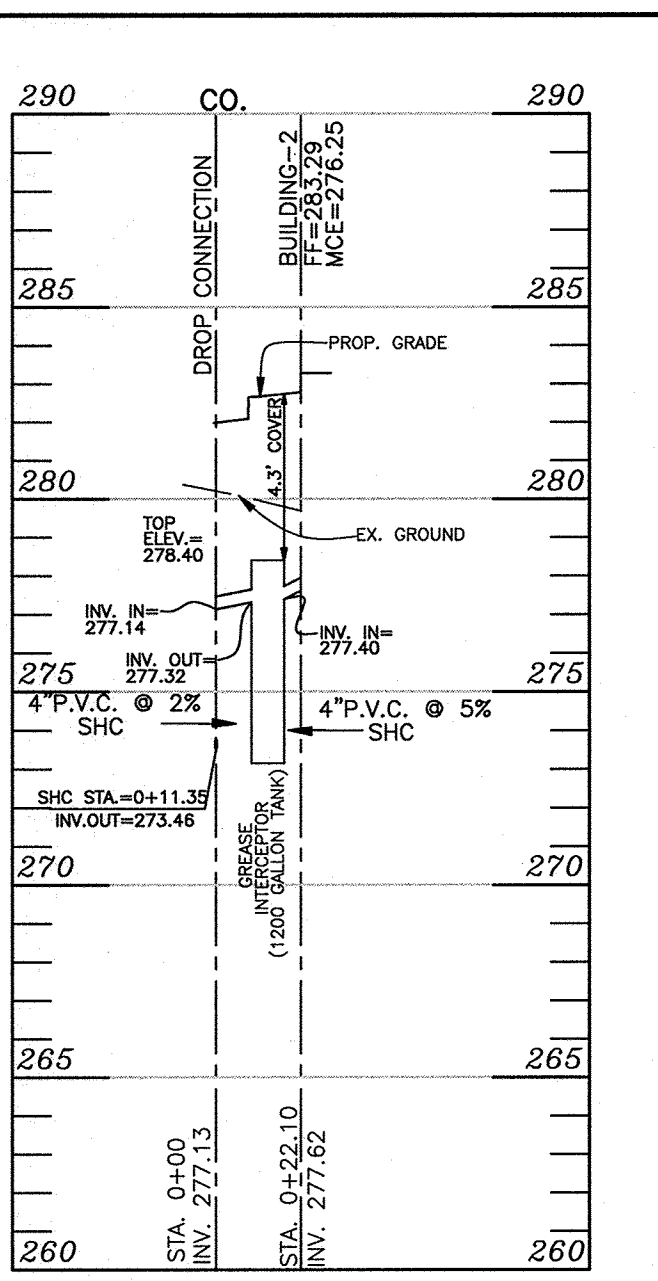 290 CO. 290
DROP CONNECTION
BUILDING-2
FF=283.29
MCE=276.25
285 285
PROP. GRADE
4.3' COVER
280 280
TOP
ELEV.=
278.40
EX. GROUND
INV. IN=
277.14
INV. IN=
277.40
INV. OUT=
277.32
275 275
4"P.V.C. @ 2%
SHC
4"P.V.C. @ 5%
SHC
SHC STA.=0+11.35
INV.OUT=273.46
GREASE
INTERCEPTOR
(1200 GALLON TANK)
270 270
265 265
STA. 0+00
INV. 277.13
STA. 0+22.10
INV. 277.62
260 260